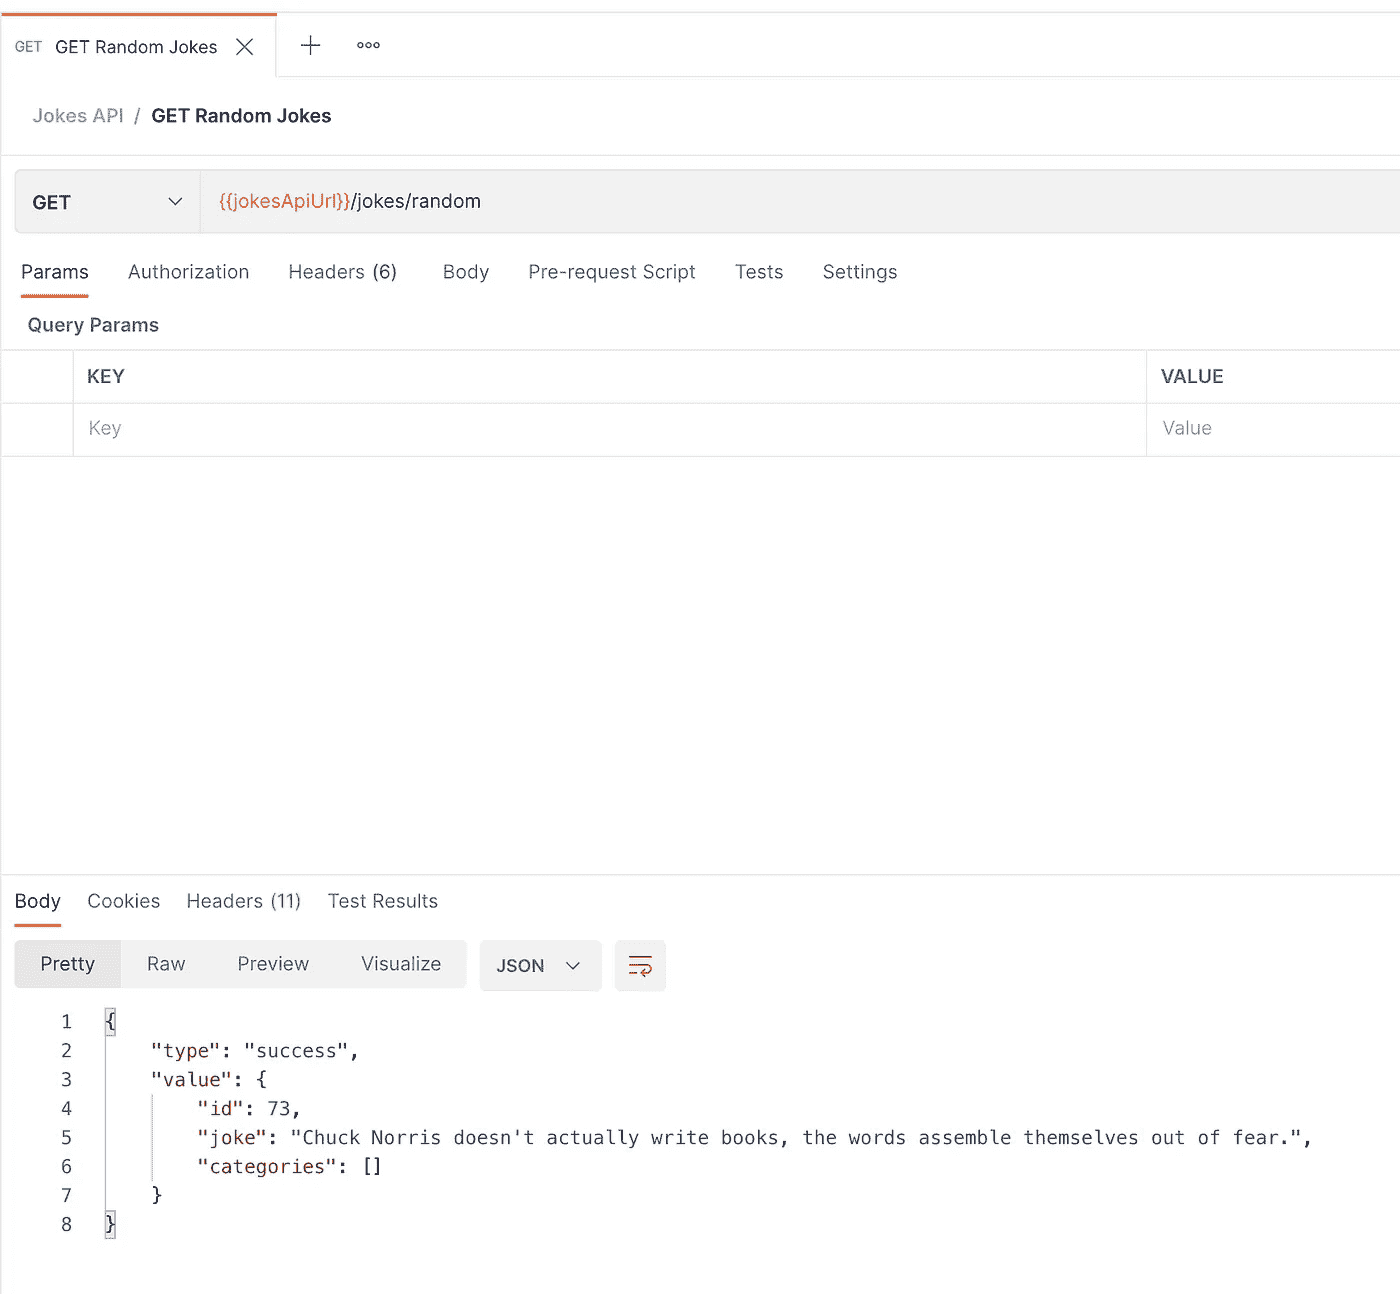 GET GET Random Jokes
Jokes API / GET Random Jokes
GET {{jokesApiUrl}}/jokes/random
Params Authorization Headers (6) Body Pre-request Script Tests Settings
Query Params
KEY VALUE
Key Value
Body Cookies Headers (11) Test Results
Pretty Raw Preview Visualize JSON
1 {
2 "type": "success",
3 "value": {
4 "id": 73,
5 "joke": "Chuck Norris doesn't actually write books, the words assemble themselves out of fear.",
6 "categories": []
7 }
8 }